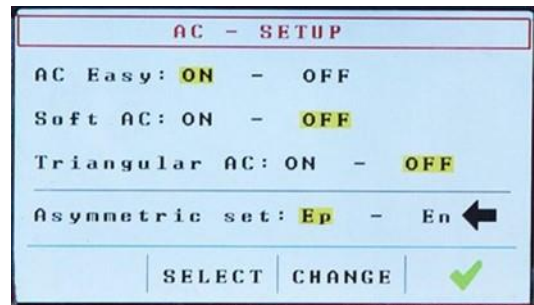 AC - SETUP
AC Easy: ON - OFF
Soft AC: ON - OFF
Triangular AC: ON - OFF
Asymmetric set: Ep - En
SELECT CHANGE